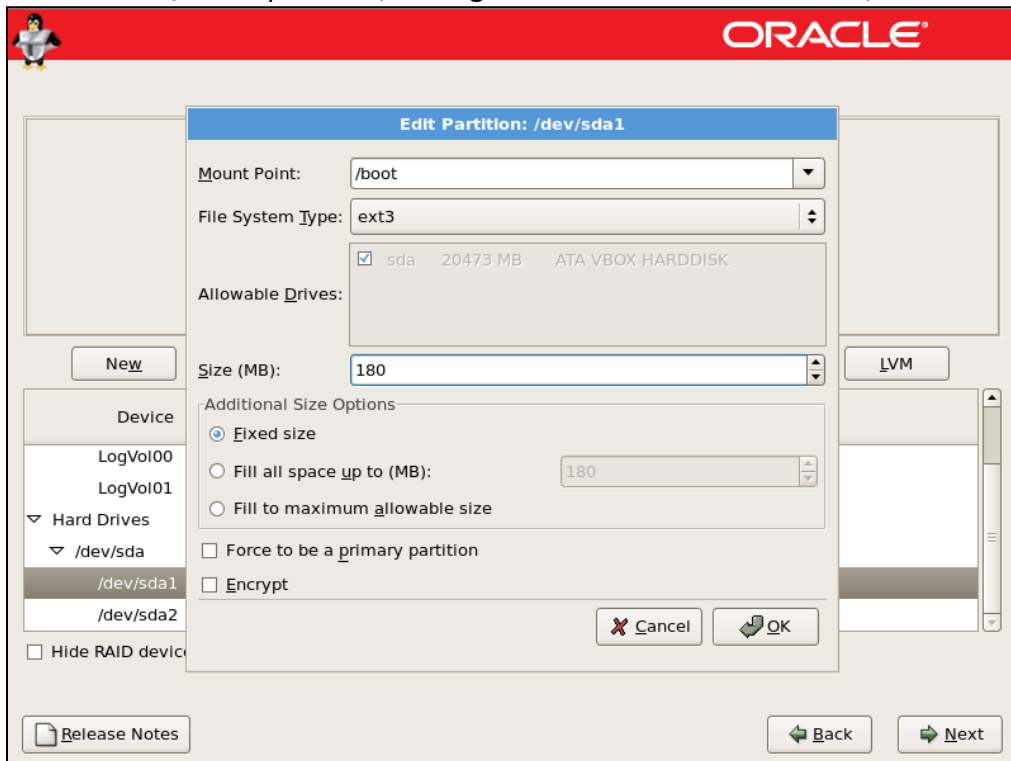 ORACLE®
Edit Partition: /dev/sda1
Mount Point: /boot
File System Type: ext3
sda 20473 MB ATA VBOX HARDDISK
Allowable Drives:
New
LVM
Size (MB): 180
Device
Additional Size Options
Fixed size
LogVol00
Fill all space up to (MB): 180
LogVol01
Fill to maximum allowable size
Hard Drives
/dev/sda
Force to be a primary partition
/dev/sda1
Encrypt
/dev/sda2
Cancel OK
Hide RAID devic
Release Notes
Back Next